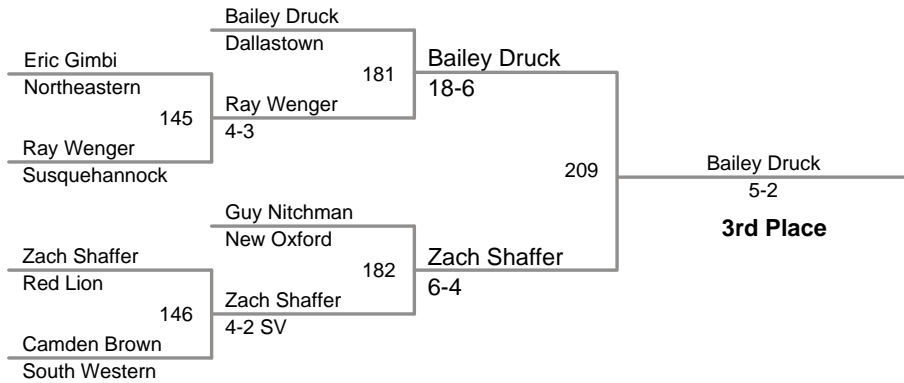 Bailey Druck
Dallastown
Eric Gimbi
Northeastern
181
Bailey Druck
18-6
145
Ray Wenger
4-3
Ray Wenger
Susquehannock
209
Bailey Druck
5-2
3rd Place
Guy Nitchman
New Oxford
Zach Shaffer
Red Lion
182
Zach Shaffer
6-4
146
Zach Shaffer
4-2 SV
Camden Brown
South Western